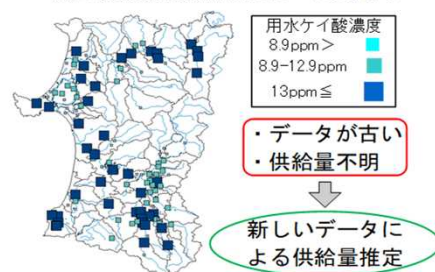 用水ケイ酸濃度
8.9ppm>
8.9-12.9ppm
13ppm≦
・データが古い
・供給量不明
新しいデータに
よる供給量推定